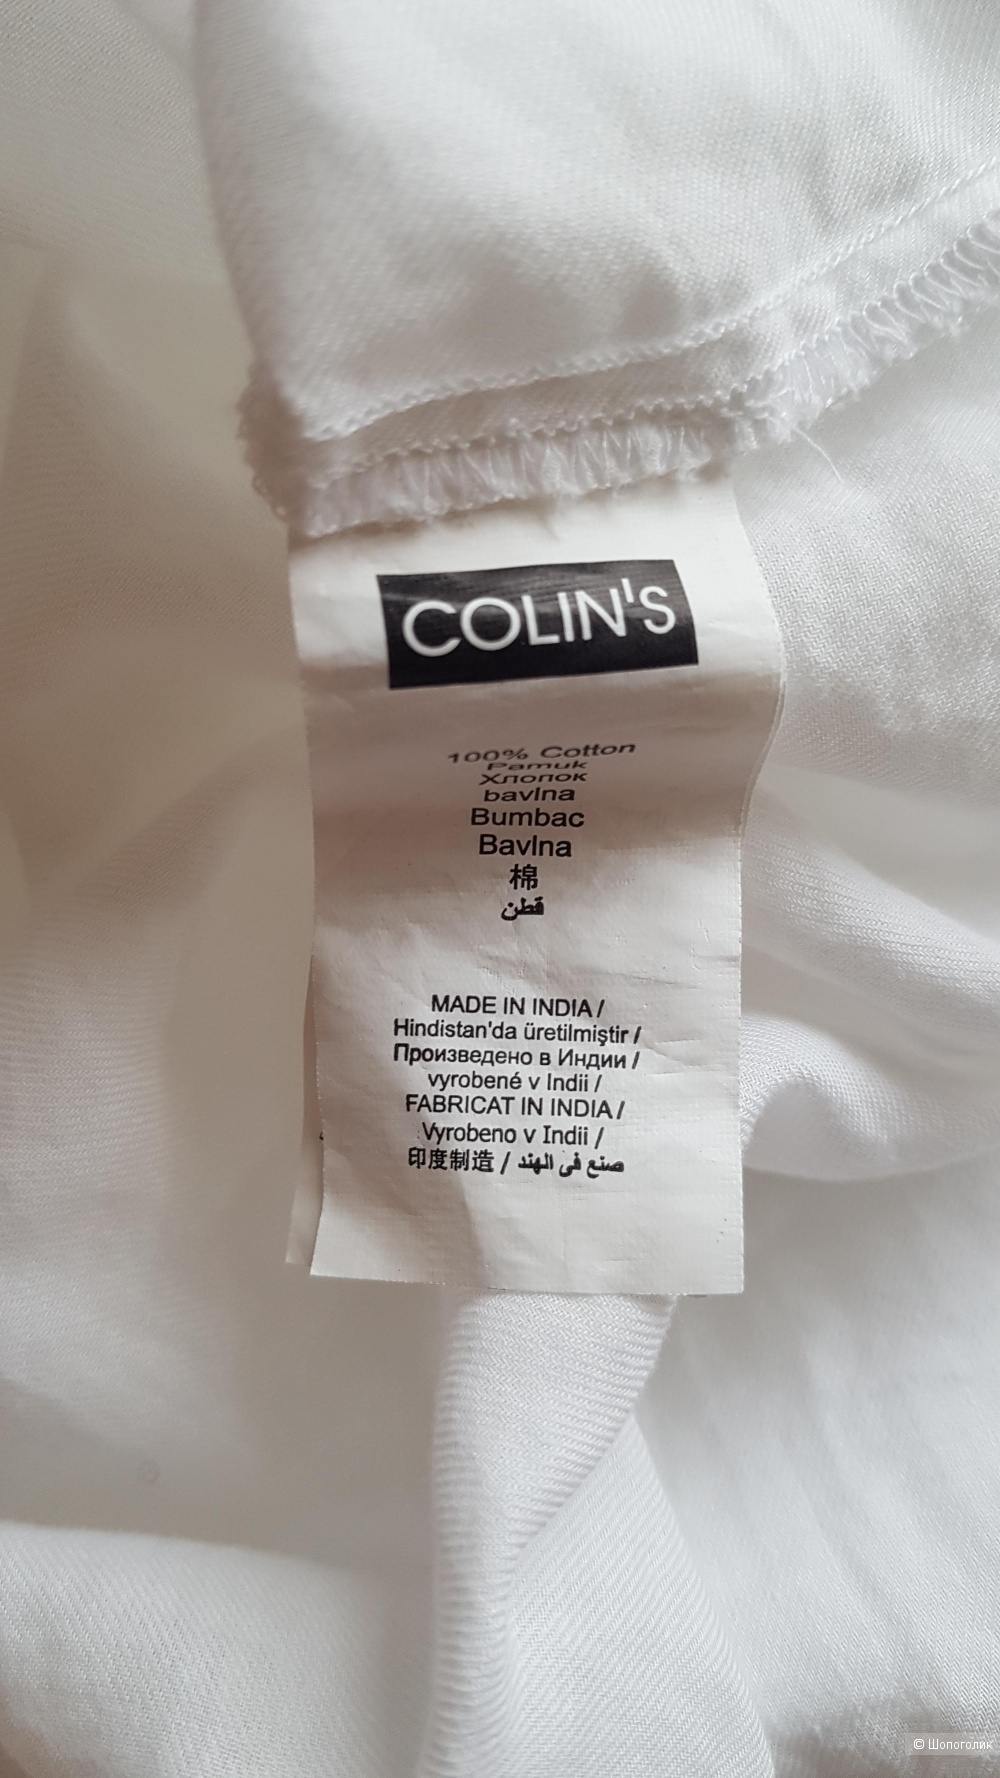 COLIN'S
100% Cotton
Pamuk
Хлопок
bavlna
Bumbac
Bavlna
棉
قطن
MADE IN INDIA /
Hindistan'da üretilmiştir /
Произведено в Индии /
vyrobené v Indii /
FABRICAT IN INDIA /
Vyrobeno v Indii /
印度制造 / صنع في الهند
© Шопоголик